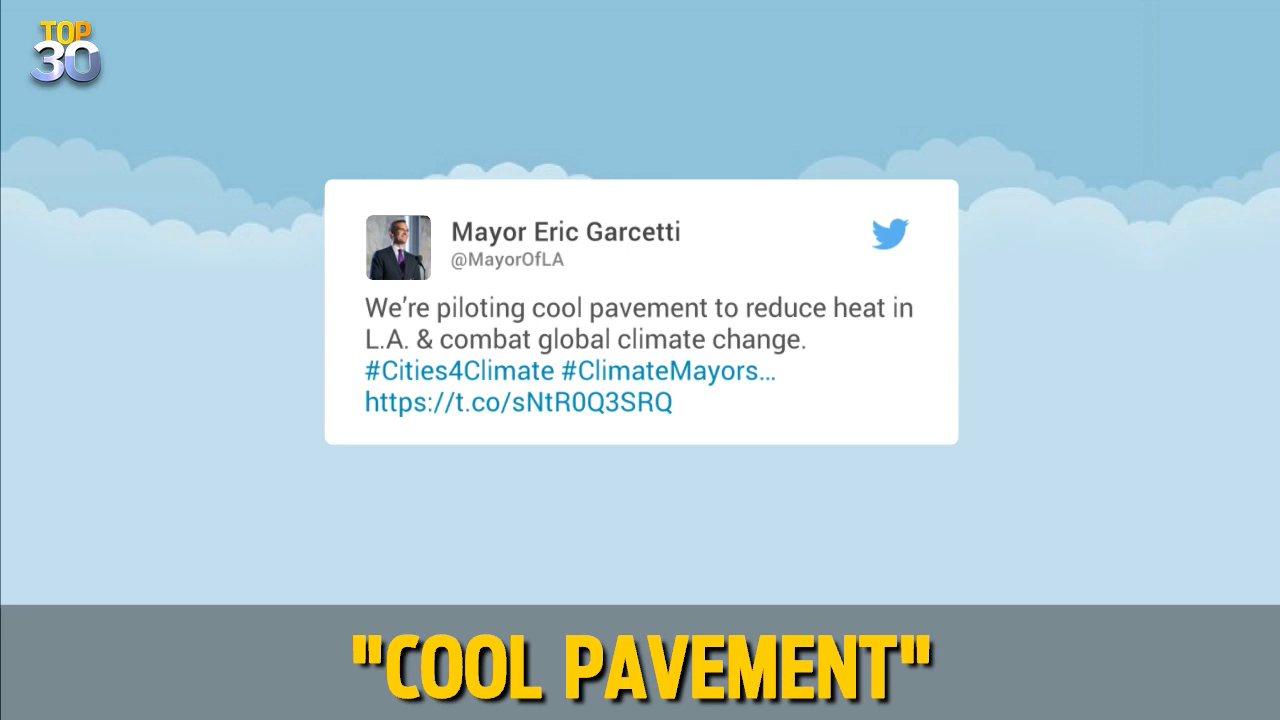 TOP
30
Mayor Eric Garcetti
@MayorOfLA
We're piloting cool pavement to reduce heat in
L.A. & combat global climate change.
#Cities4Climate #ClimateMayors…
https://t.co/sNtR0Q3SRQ
"COOL PAVEMENT"